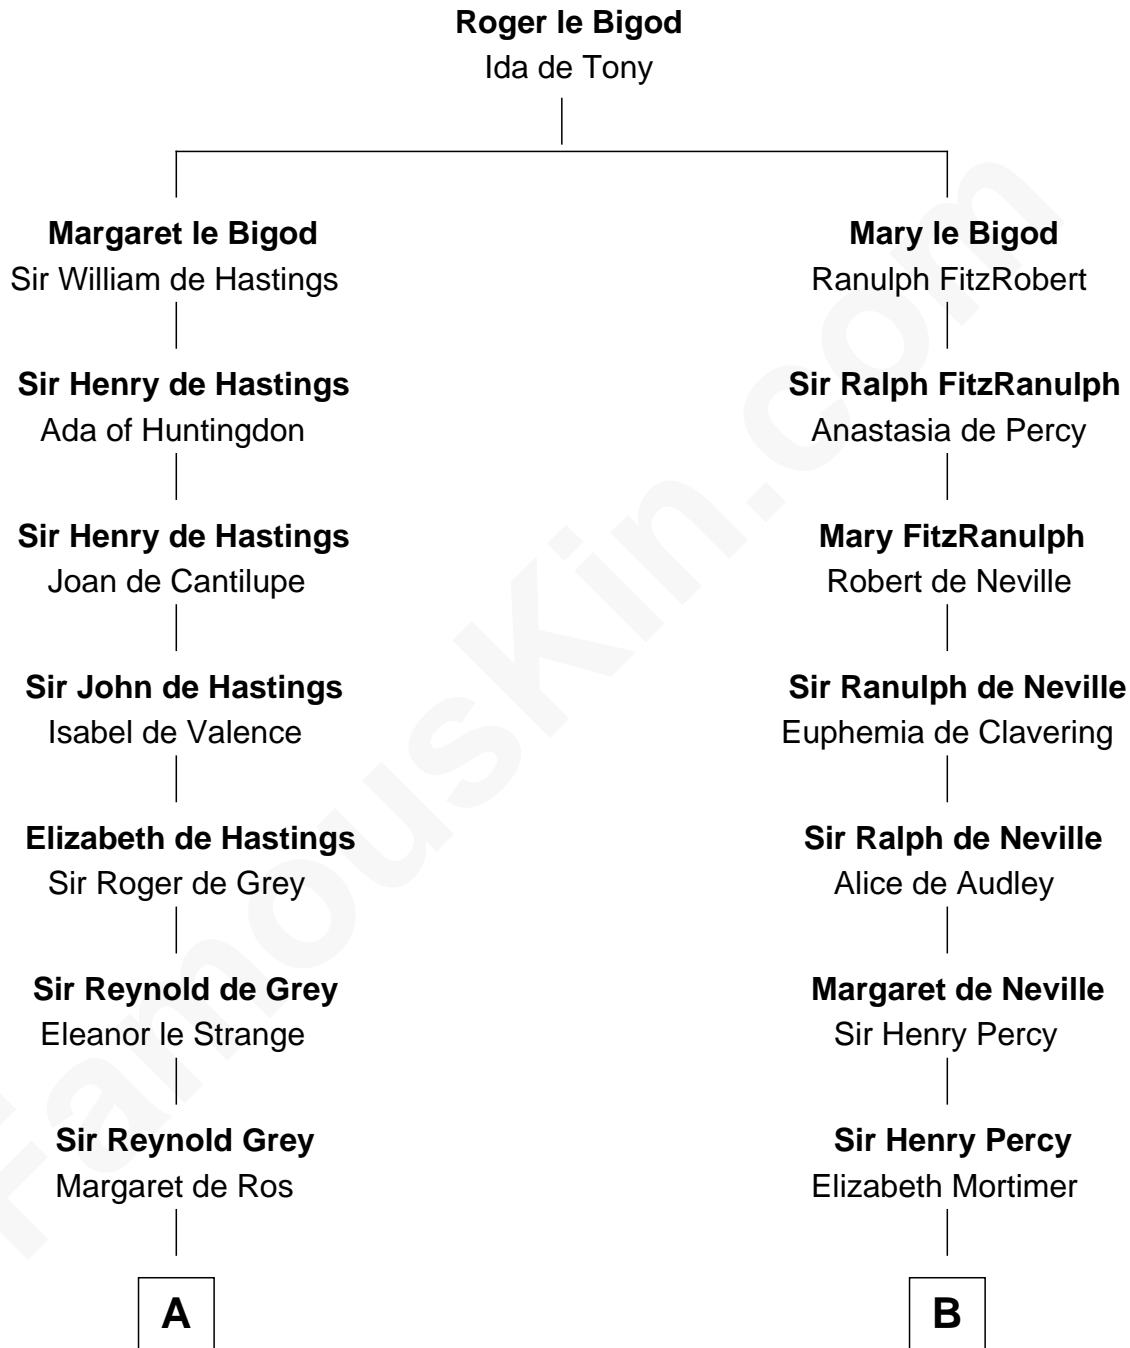 Roger le Bigod
Ida de Tony
Margaret le Bigod
Sir William de Hastings
Sir Henry de Hastings
Ada of Huntingdon
Sir Henry de Hastings
Joan de Cantilupe
Sir John de Hastings
Isabel de Valence
Elizabeth de Hastings
Sir Roger de Grey
Sir Reynold de Grey
Eleanor le Strange
Sir Reynold Grey
Margaret de Ros
A
Mary le Bigod
Ranulph FitzRobert
Sir Ralph FitzRanulph
Anastasia de Percy
Mary FitzRanulph
Robert de Neville
Sir Ranulph de Neville
Euphemia de Clavering
Sir Ralph de Neville
Alice de Audley
Margaret de Neville
Sir Henry Percy
Sir Henry Percy
Elizabeth Mortimer
B
FamousKin.com